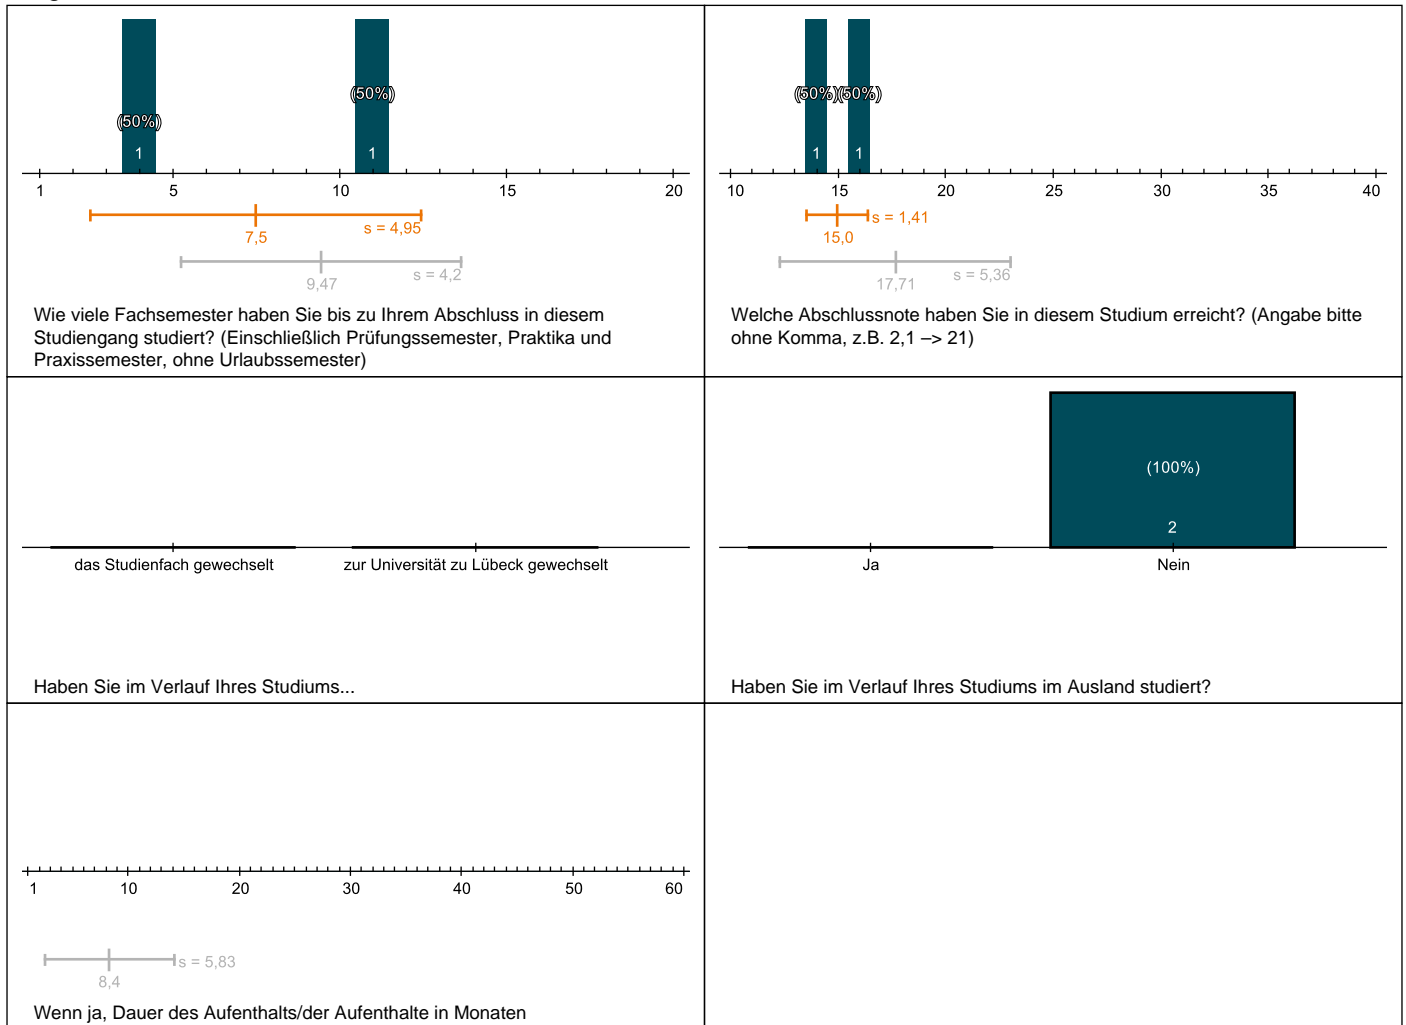 (50%)
1
(50%)
1
1 5 10 15 20
s = 4,95
7,5
s = 4,2
9,47
Wie viele Fachsemester haben Sie bis zu Ihrem Abschluss in diesem
Studiengang studiert? (Einschließlich Prüfungssemester, Praktika und
Praxissemester, ohne Urlaubssemester)
(50%) (50%)
1 1
10 15 20 25 30 35 40
s = 1,41
15,0
s = 5,36
17,71
Welche Abschlussnote haben Sie in diesem Studium erreicht? (Angabe bitte
ohne Komma, z.B. 2,1 –> 21)
das Studienfach gewechselt zur Universität zu Lübeck gewechselt
Haben Sie im Verlauf Ihres Studiums...
(100%)
2
Ja Nein
Haben Sie im Verlauf Ihres Studiums im Ausland studiert?
1 10 20 30 40 50 60
s = 5,83
8,4
Wenn ja, Dauer des Aufenthalts/der Aufenthalte in Monaten